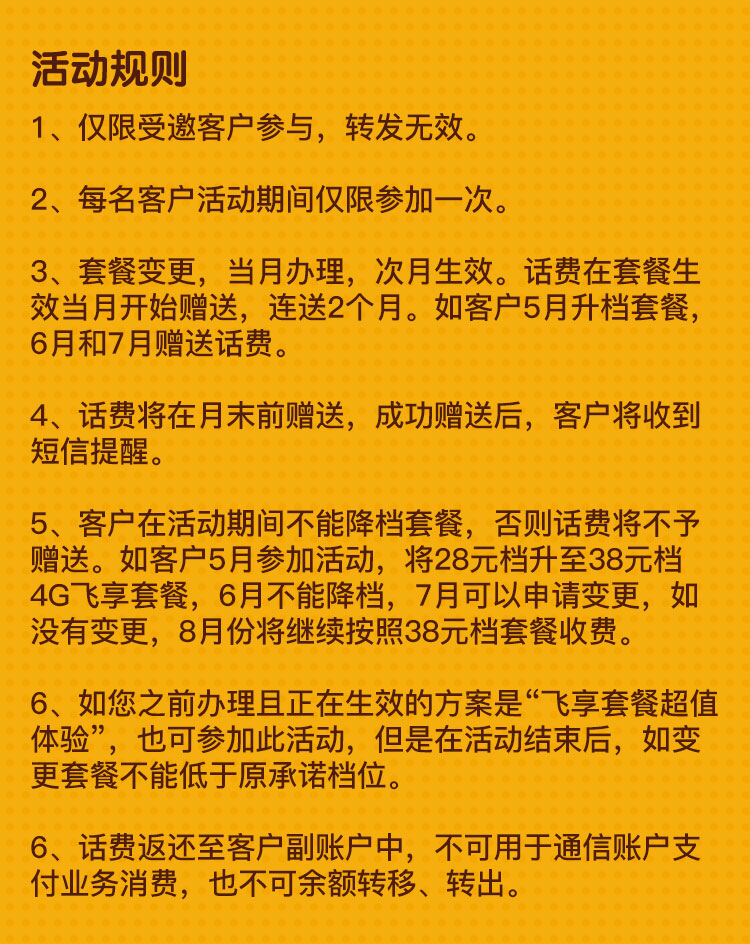 活动规则
1、仅限受邀客户参与，转发无效。
2、每名客户活动期间仅限参加一次。
3、套餐变更，当月办理，次月生效。话费在套餐生
效当月开始赠送，连送2个月。如客户5月升档套餐，
6月和7月赠送话费。
4、话费将在月末前赠送，成功赠送后，客户将收到
短信提醒。
5、客户在活动期间不能降档套餐，否则话费将不予
赠送。如客户5月参加活动，将28元档升至38元档
4G飞享套餐，6月不能降档，7月可以申请变更，如
没有变更，8月份将继续按照38元档套餐收费。
6、如您之前办理且正在生效的方案是“飞享套餐超值
体验”，也可参加此活动，但是在活动结束后，如变
更套餐不能低于原承诺档位。
6、话费返还至客户副账户中，不可用于通信账户支
付业务消费，也不可余额转移、转出。